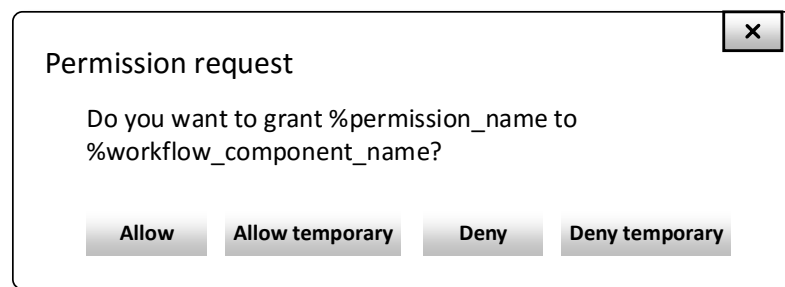 ×
Permission request
Do you want to grant %permission_name to
%workflow_component_name?
Allow Allow temporary Deny Deny temporary